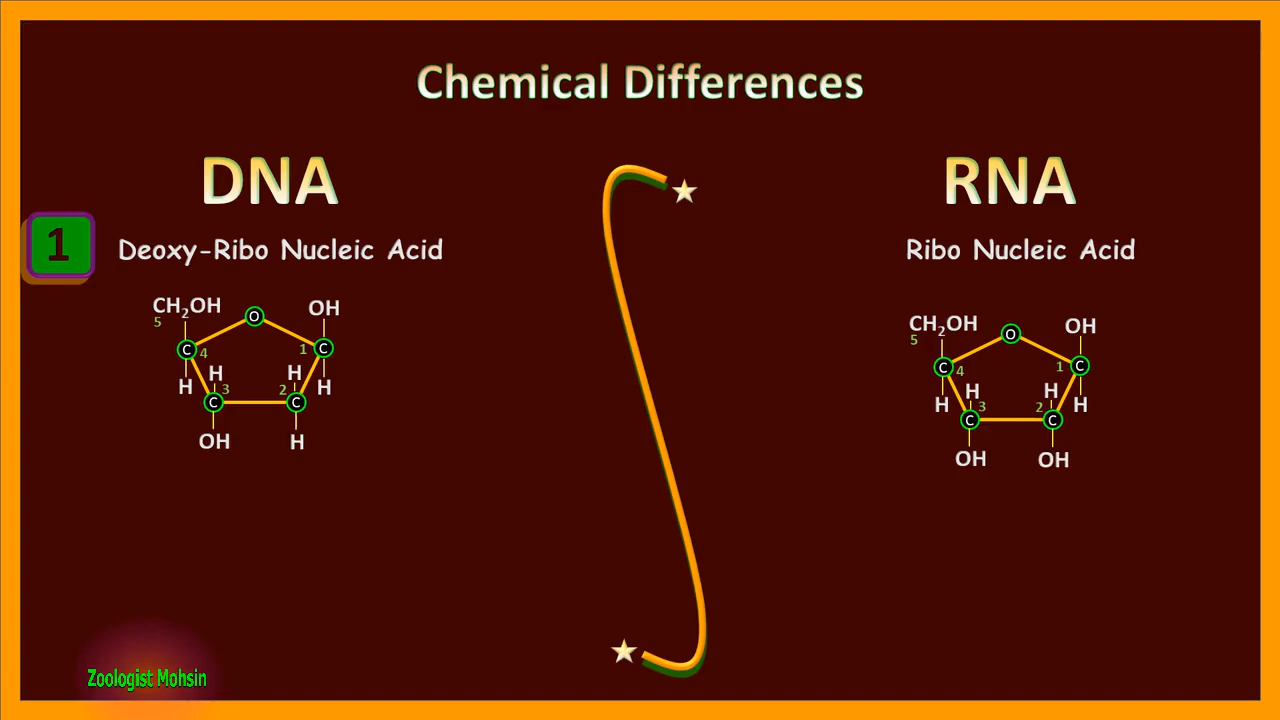 Chemical Differences
DNA
RNA
1
Deoxy-Ribo Nucleic Acid
Ribo Nucleic Acid
CH2OH
5
O
OH
C
4
1
C
H
H
3
H
2
H
C
C
OH
H
CH2OH
5
O
OH
C
4
1
C
H
H
3
H
2
H
C
C
OH
OH
Zoologist Mohsin